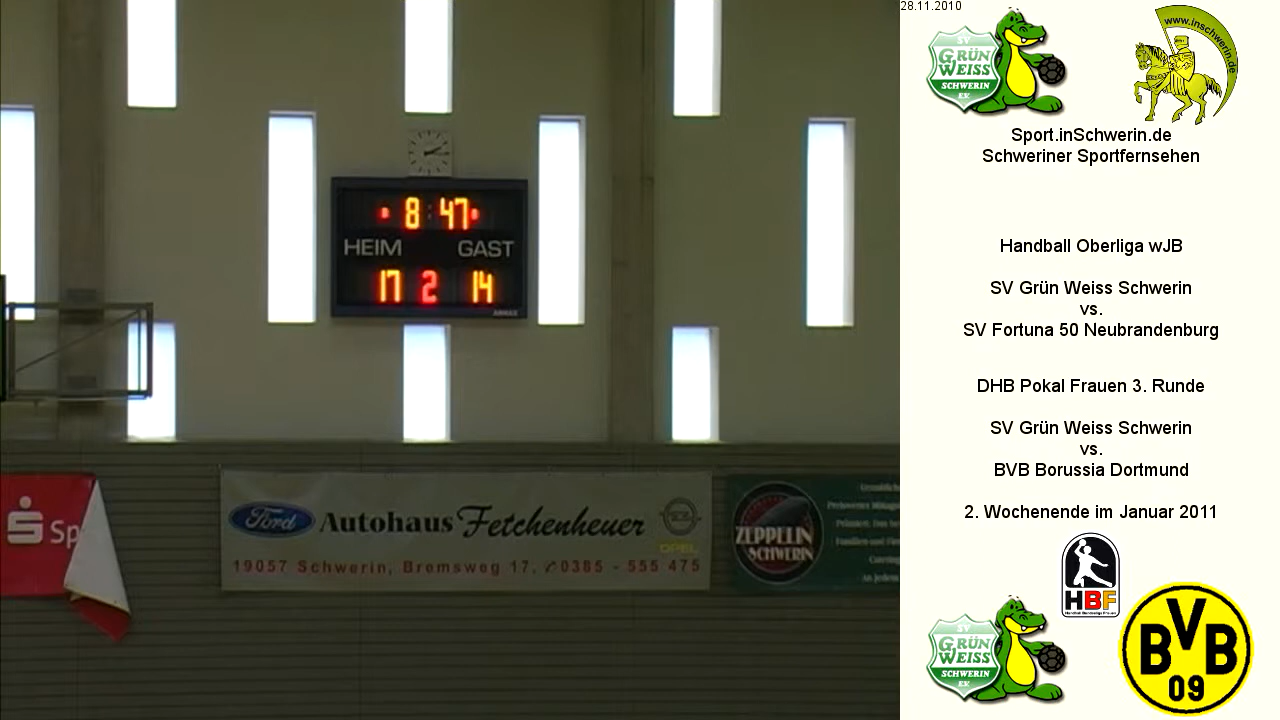 28.11.2010
SV
GRÜN
WEISS
SCHWERIN
E.V.
www.inschwerin.de
Sport.inSchwerin.de
Schweriner Sportfernsehen
Handball Oberliga wJB
SV Grün Weiss Schwerin
vs.
SV Fortuna 50 Neubrandenburg
DHB Pokal Frauen 3. Runde
SV Grün Weiss Schwerin
vs.
BVB Borussia Dortmund
2. Wochenende im Januar 2011
HBF
SV
GRÜN
WEISS
SCHWERIN
E.V.
BVB
09
8:47
HEIM GAST
17 2 14
S Sp
Ford Autohaus Fetchenheuer
OPEL
19057 Schwerin, Bremsweg 17, ✆0385 - 555 475
ZEPPELIN
SCHWERIN